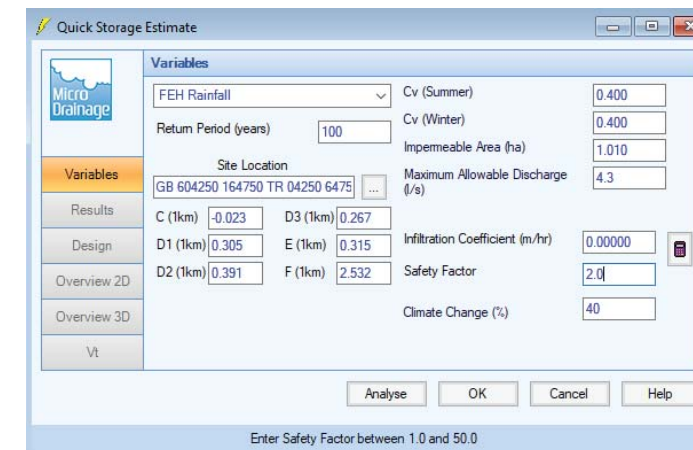 Quick Storage Estimate
Micro
Drainage
Variables
Results
Design
Overview 2D
Overview 3D
Vt
Variables
FEH Rainfall
Return Period (years) 100
Site Location
GB 604250 164750 TR 04250 6475 ...
C (1km) -0.023 D3 (1km) 0.267
D1 (1km) 0.305 E (1km) 0.315
D2 (1km) 0.391 F (1km) 2.532
Cv (Summer) 0.400
Cv (Winter) 0.400
Impermeable Area (ha) 1.010
Maximum Allowable Discharge 4.3
(l/s)
Infiltration Coefficient (m/hr) 0.00000
Safety Factor 2.0
Climate Change (%) 40
Analyse OK Cancel Help
Enter Safety Factor between 1.0 and 50.0